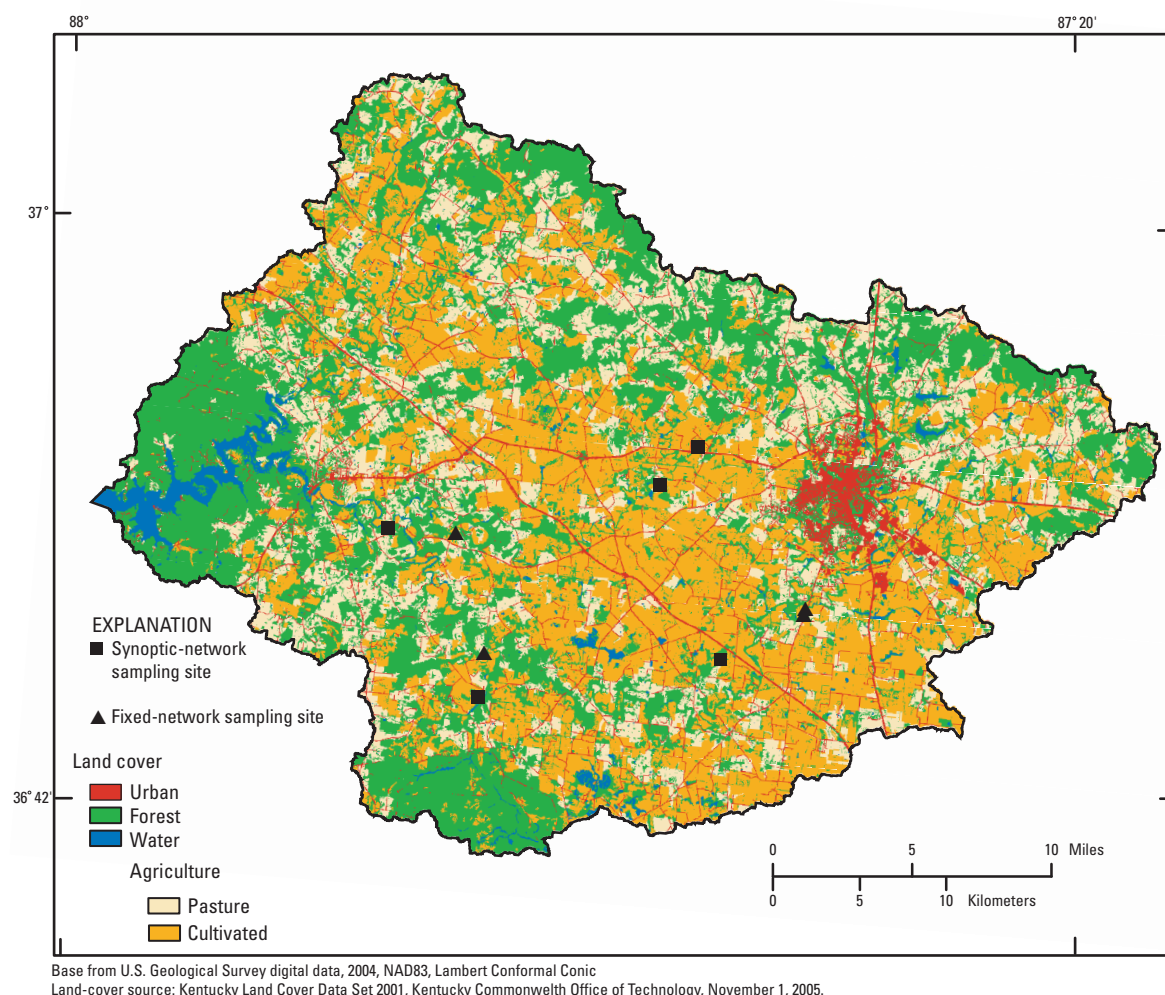 88°
87°20'
37°
EXPLANATION
Synoptic-network
sampling site
Fixed-network sampling site
Land cover
Urban
Forest
Water
36°42'
Agriculture
Pasture
Cultivated
0 5 10 Miles
0 5 10 Kilometers
Base from U.S. Geological Survey digital data, 2004, NAD83, Lambert Conformal Conic
Land-cover source: Kentucky Land Cover Data Set 2001, Kentucky Commonwelth Office of Technology, November 1, 2005.